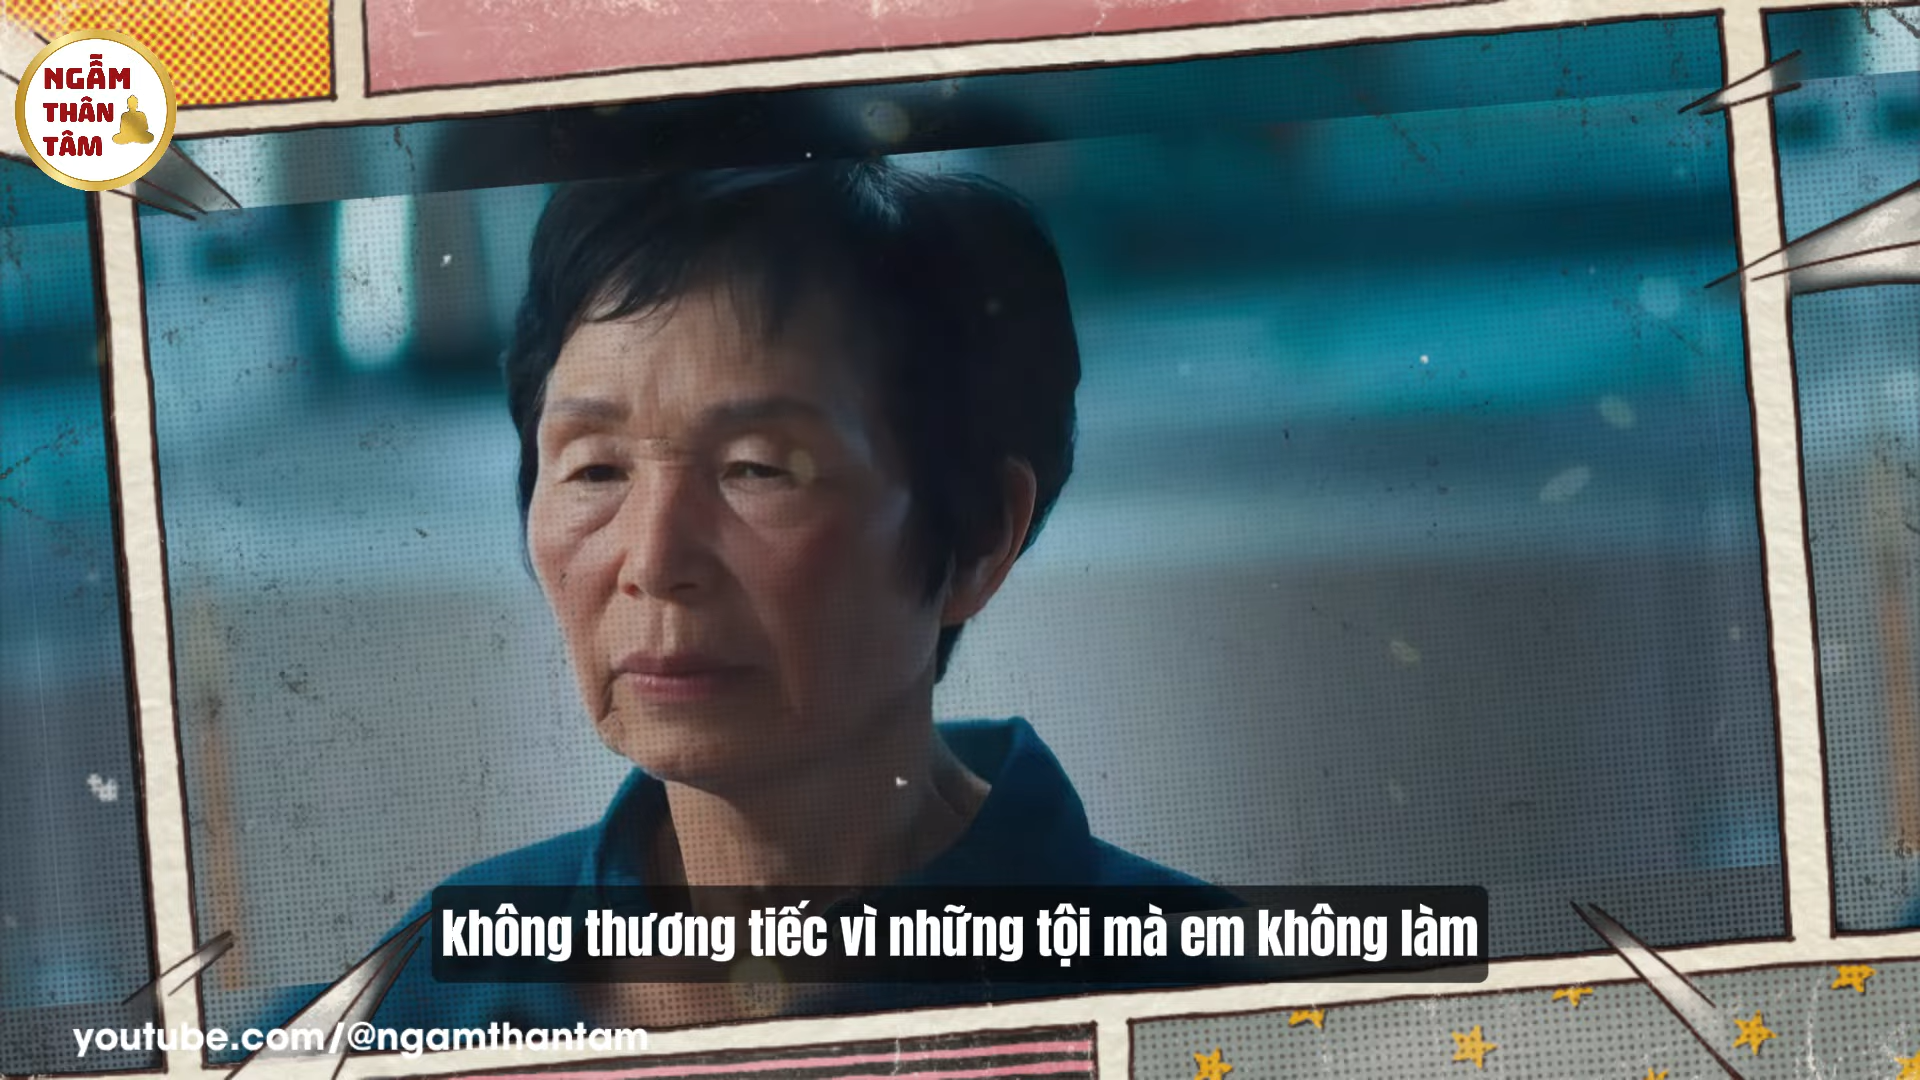 NGẪM
THÂN
TÂM
không thương tiếc vì những tội mà em không làm
youtube.com/@ngamthantam